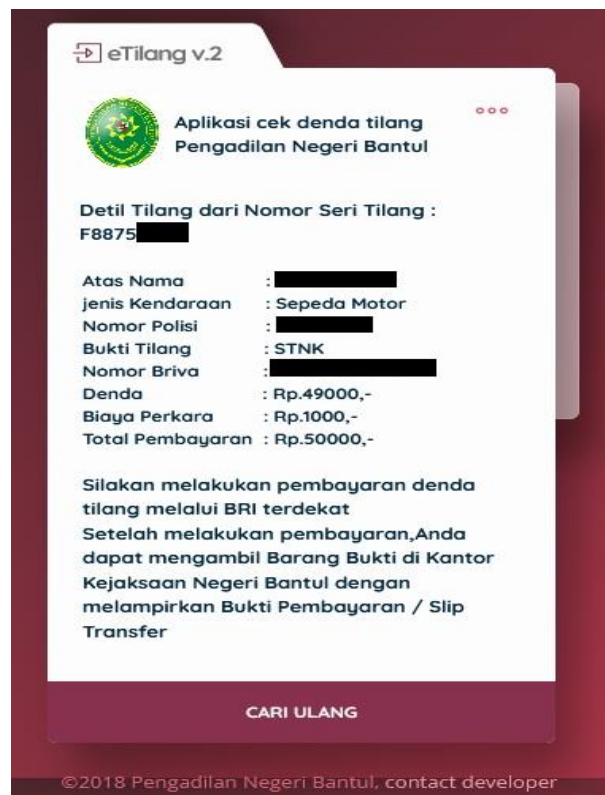 eTilang v.2
Aplikasi cek denda tilang
Pengadilan Negeri Bantul
Detil Tilang dari Nomor Seri Tilang :
F8875
Atas Nama :
jenis Kendaraan : Sepeda Motor
Nomor Polisi :
Bukti Tilang : STNK
Nomor Briva :
Denda : Rp.49000,-
Biaya Perkara : Rp.1000,-
Total Pembayaran : Rp.50000,-
Silakan melakukan pembayaran denda
tilang melalui BRI terdekat
Setelah melakukan pembayaran,Anda
dapat mengambil Barang Bukti di Kantor
Kejaksaan Negeri Bantul dengan
melampirkan Bukti Pembayaran / Slip
Transfer
CARI ULANG
©2018 Pengadilan Negeri Bantul, contact developer